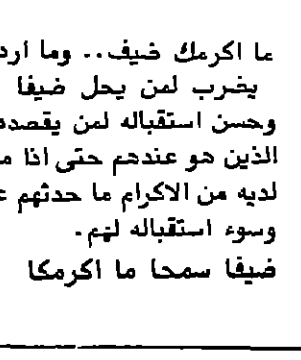 ما اكرمك ضيف.. وما ارد
يضرب لمن يحل ضيفا
وحسن استقباله لمن يقصد
الذين هو عندهم حتى اذا م
لديه من الاكرام ما حدثهم ع
وسوء استقباله لهم.
ضيفا سمحا ما اكرمكا